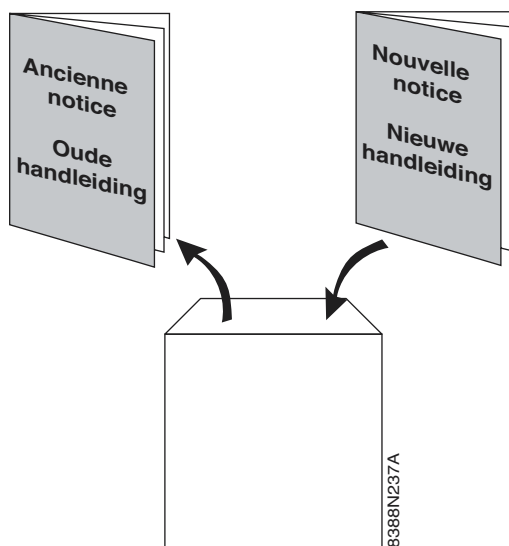 Ancienne
notice
Oude
handleiding
Nouvelle
notice
Nieuwe
handleiding
8388N237A